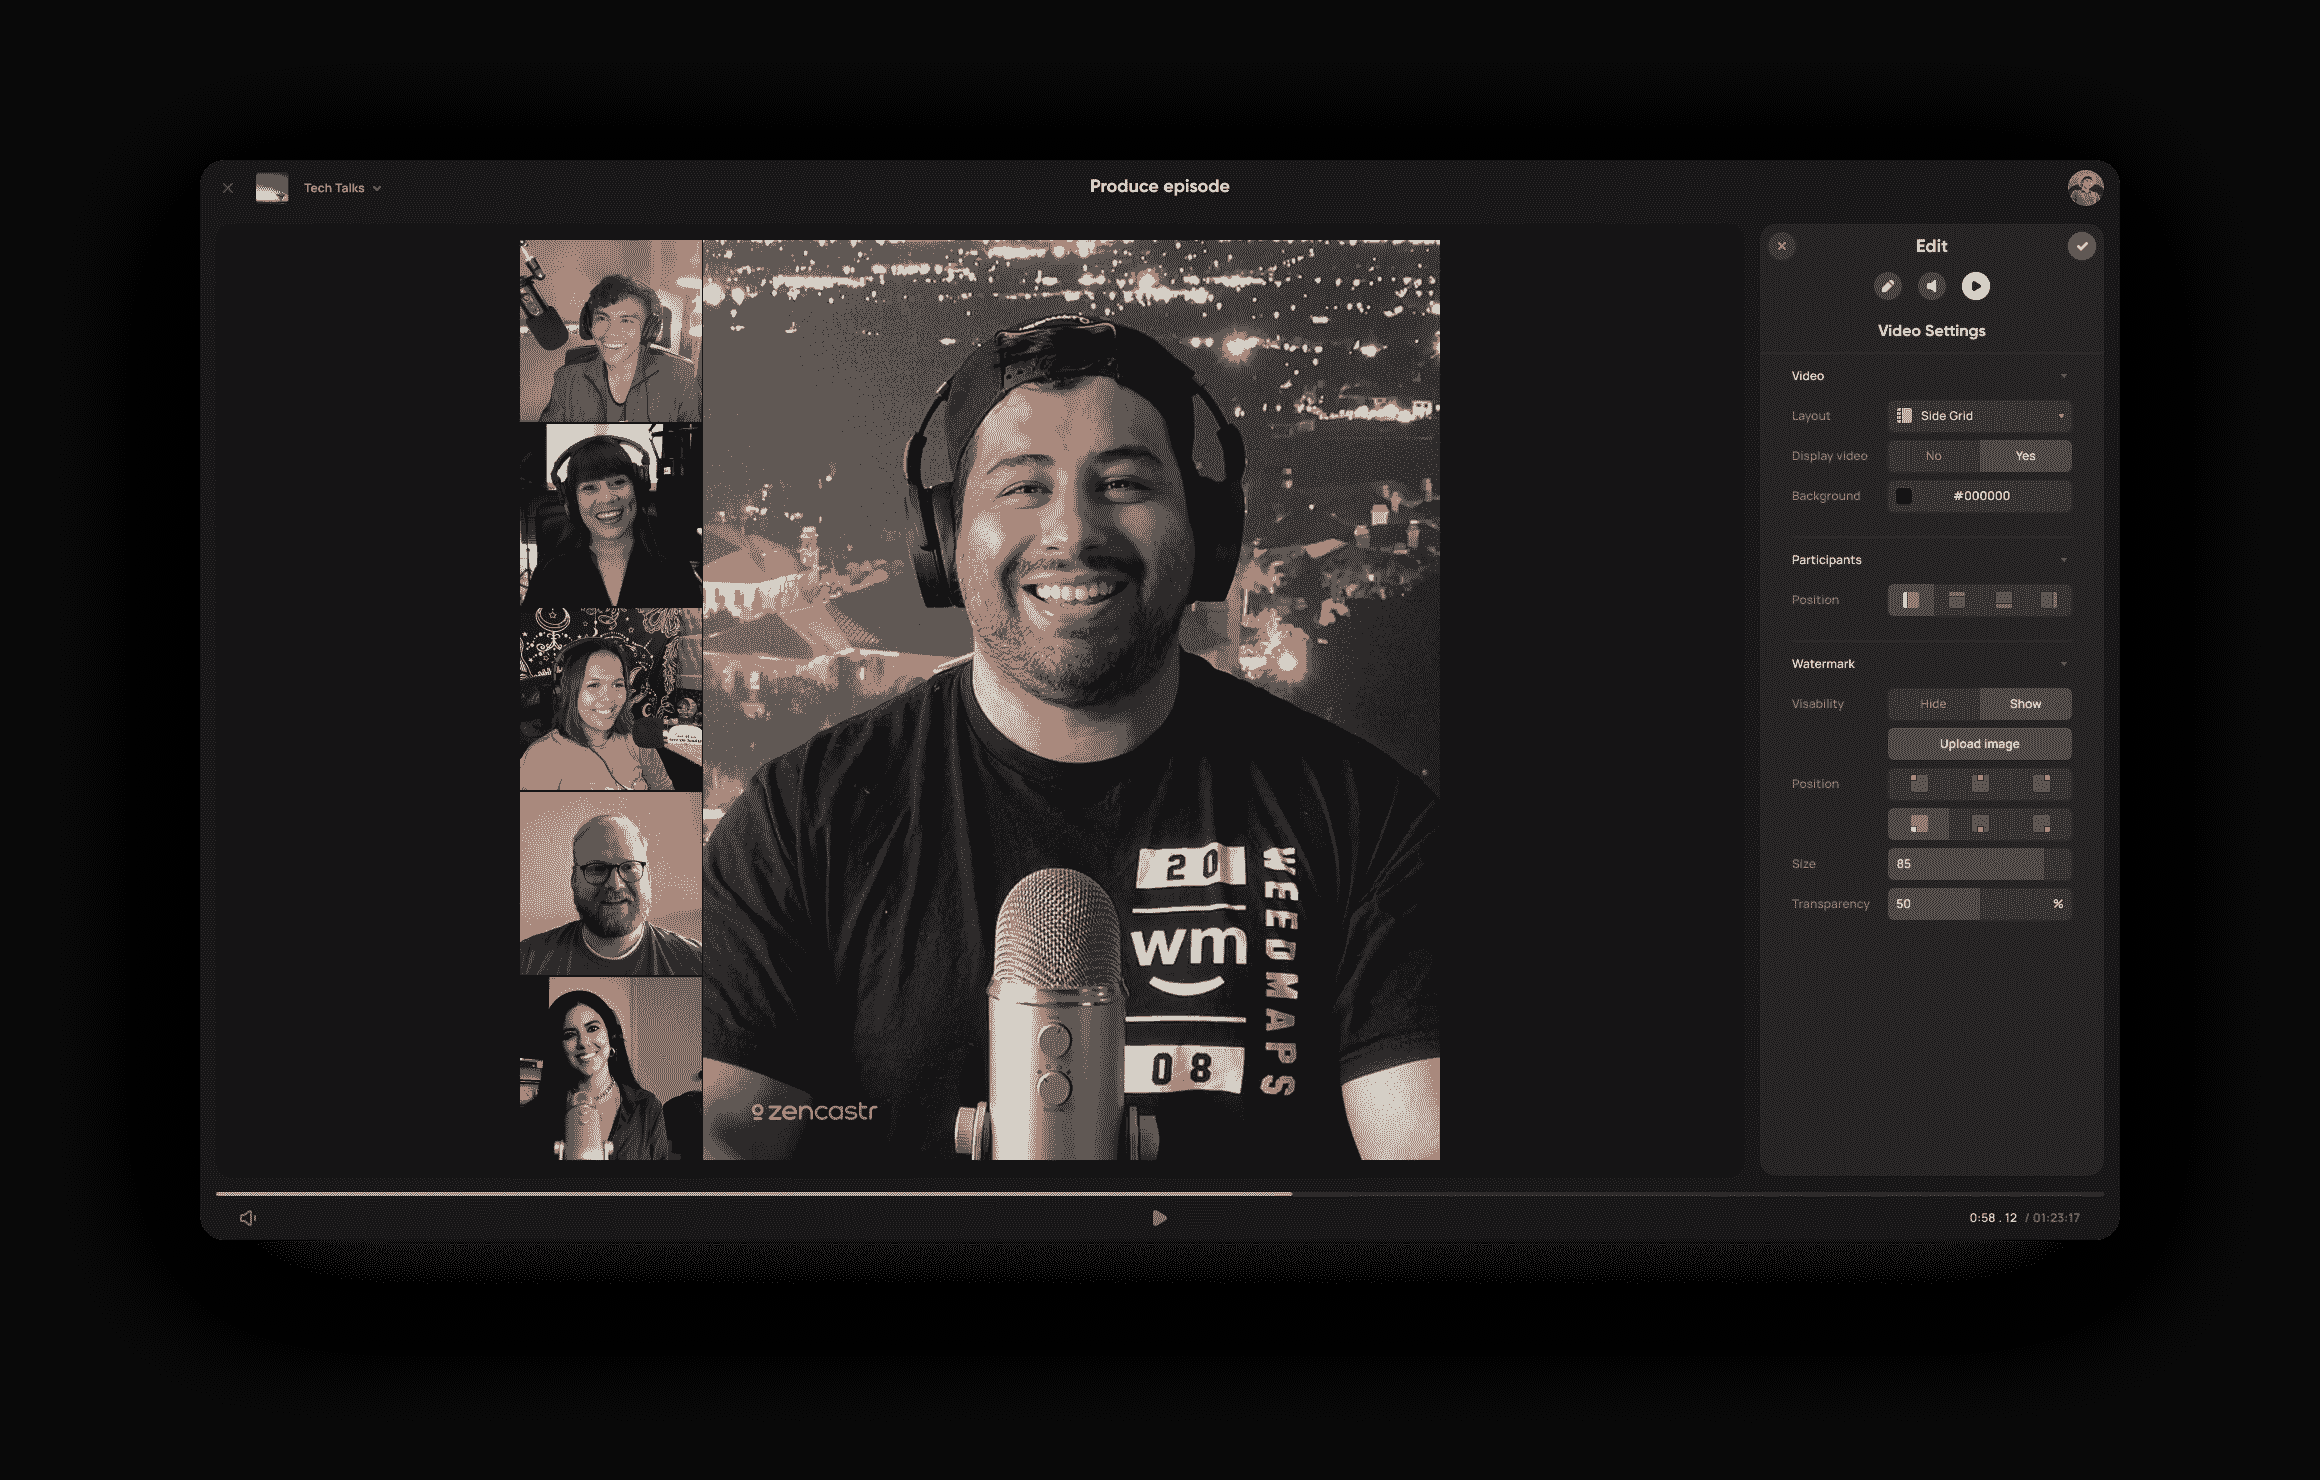 Tech Talks
Produce episode
Edit
Video Settings
Video
Layout
Side Grid
Display video
No
Yes
Background
#000000
Participants
Position
Watermark
Visability
Hide
Show
Upload image
Position
Size
85
Transparency
50
%
20
wm
08
WEEDMAPS
zencastr
0:58 . 12 / 01:23:17